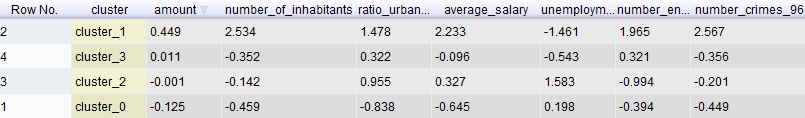 Row No. cluster amount number_of_inhabitants ratio_urban... average_salary unemploym... number_en... number_crimes_96
2 cluster_1 0.449 2.534 1.478 2.233 -1.461 1.965 2.567
4 cluster_3 0.011 -0.352 0.322 -0.096 -0.543 0.321 -0.356
3 cluster_2 -0.001 -0.142 0.955 0.327 1.583 -0.994 -0.201
1 cluster_0 -0.125 -0.459 -0.838 -0.645 0.198 -0.394 -0.449